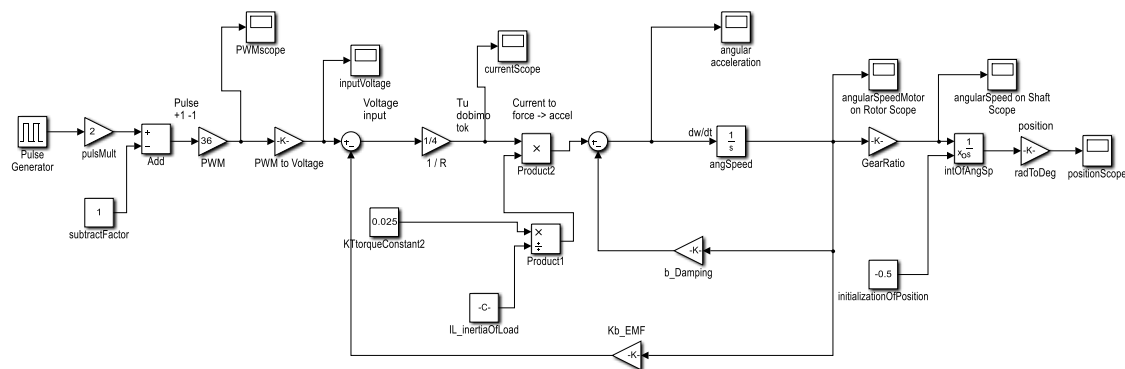 PWMscope
inputVoltage
currentScope
angular
acceleration
angularSpeedMotor
on Rotor Scope
angularSpeed on Shaft
Scope
Pulse
+1 -1
Voltage
input
Tu
dobimo
tok
Current to
force -> accel
dw/dt
position
Pulse
Generator
2
pulsMult
+
−
Add
36
PWM
-K-
PWM to Voltage
+
−
1/4
1 / R
×
Product2
+
−
1
s
angSpeed
-K-
GearRatio
1
xo s
intOfAngSp
-K-
radToDeg
positionScope
1
subtractFactor
0.025
KTtorqueConstant2
×
÷
Product1
-C-
IL_inertiaOfLoad
-K-
b_Damping
-0.5
initializationOfPosition
Kb_EMF
-K-